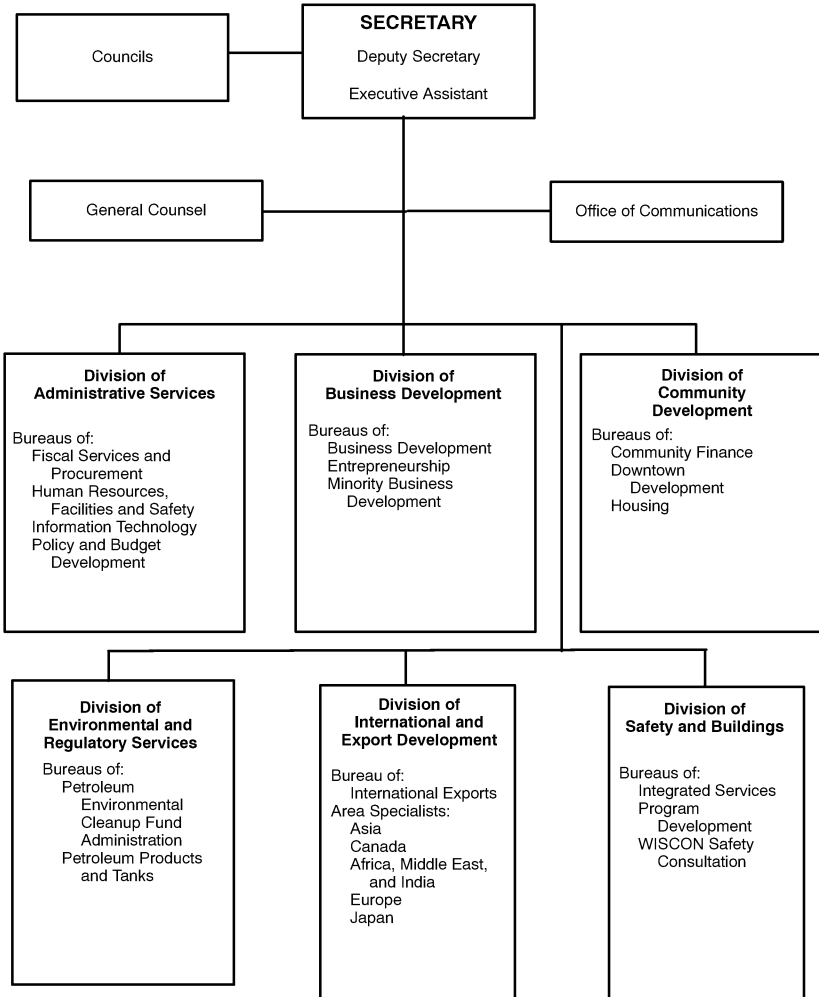 Councils
SECRETARY
Deputy Secretary
Executive Assistant
General Counsel
Office of Communications
Division of
Administrative Services
Bureaus of:
Fiscal Services and
Procurement
Human Resources,
Facilities and Safety
Information Technology
Policy and Budget
Development
Division of
Business Development
Bureaus of:
Business Development
Entrepreneurship
Minority Business
Development
Division of
Community
Development
Bureaus of:
Community Finance
Downtown
Development
Housing
Division of
Environmental and
Regulatory Services
Bureaus of:
Petroleum
Environmental
Cleanup Fund
Administration
Petroleum Products
and Tanks
Division of
International and
Export Development
Bureau of:
International Exports
Area Specialists:
Asia
Canada
Africa, Middle East,
and India
Europe
Japan
Division of
Safety and Buildings
Bureaus of:
Integrated Services
Program
Development
WISCON Safety
Consultation